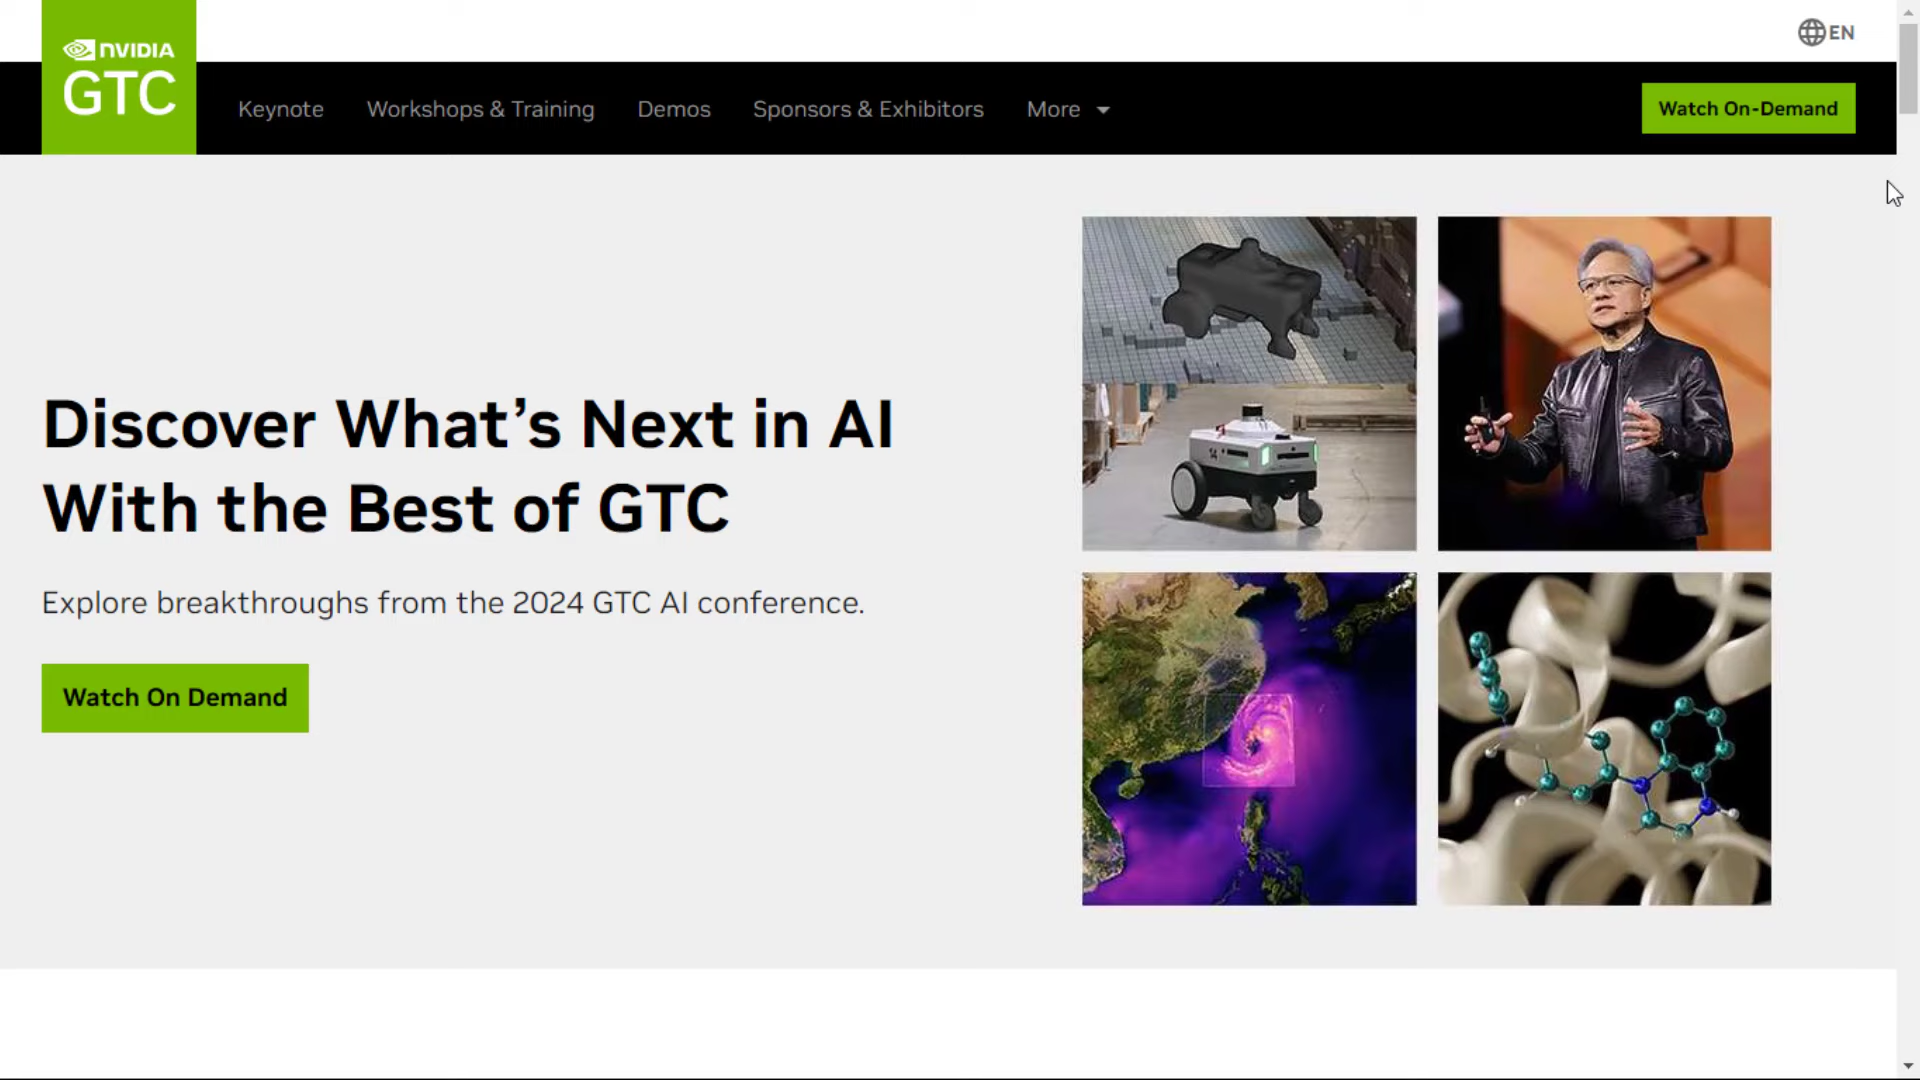 EN
NVIDIA
GTC
Keynote
Workshops & Training
Demos
Sponsors & Exhibitors
More
Watch On-Demand
Discover What’s Next in AI
With the Best of GTC
Explore breakthroughs from the 2024 GTC AI conference.
Watch On Demand
14